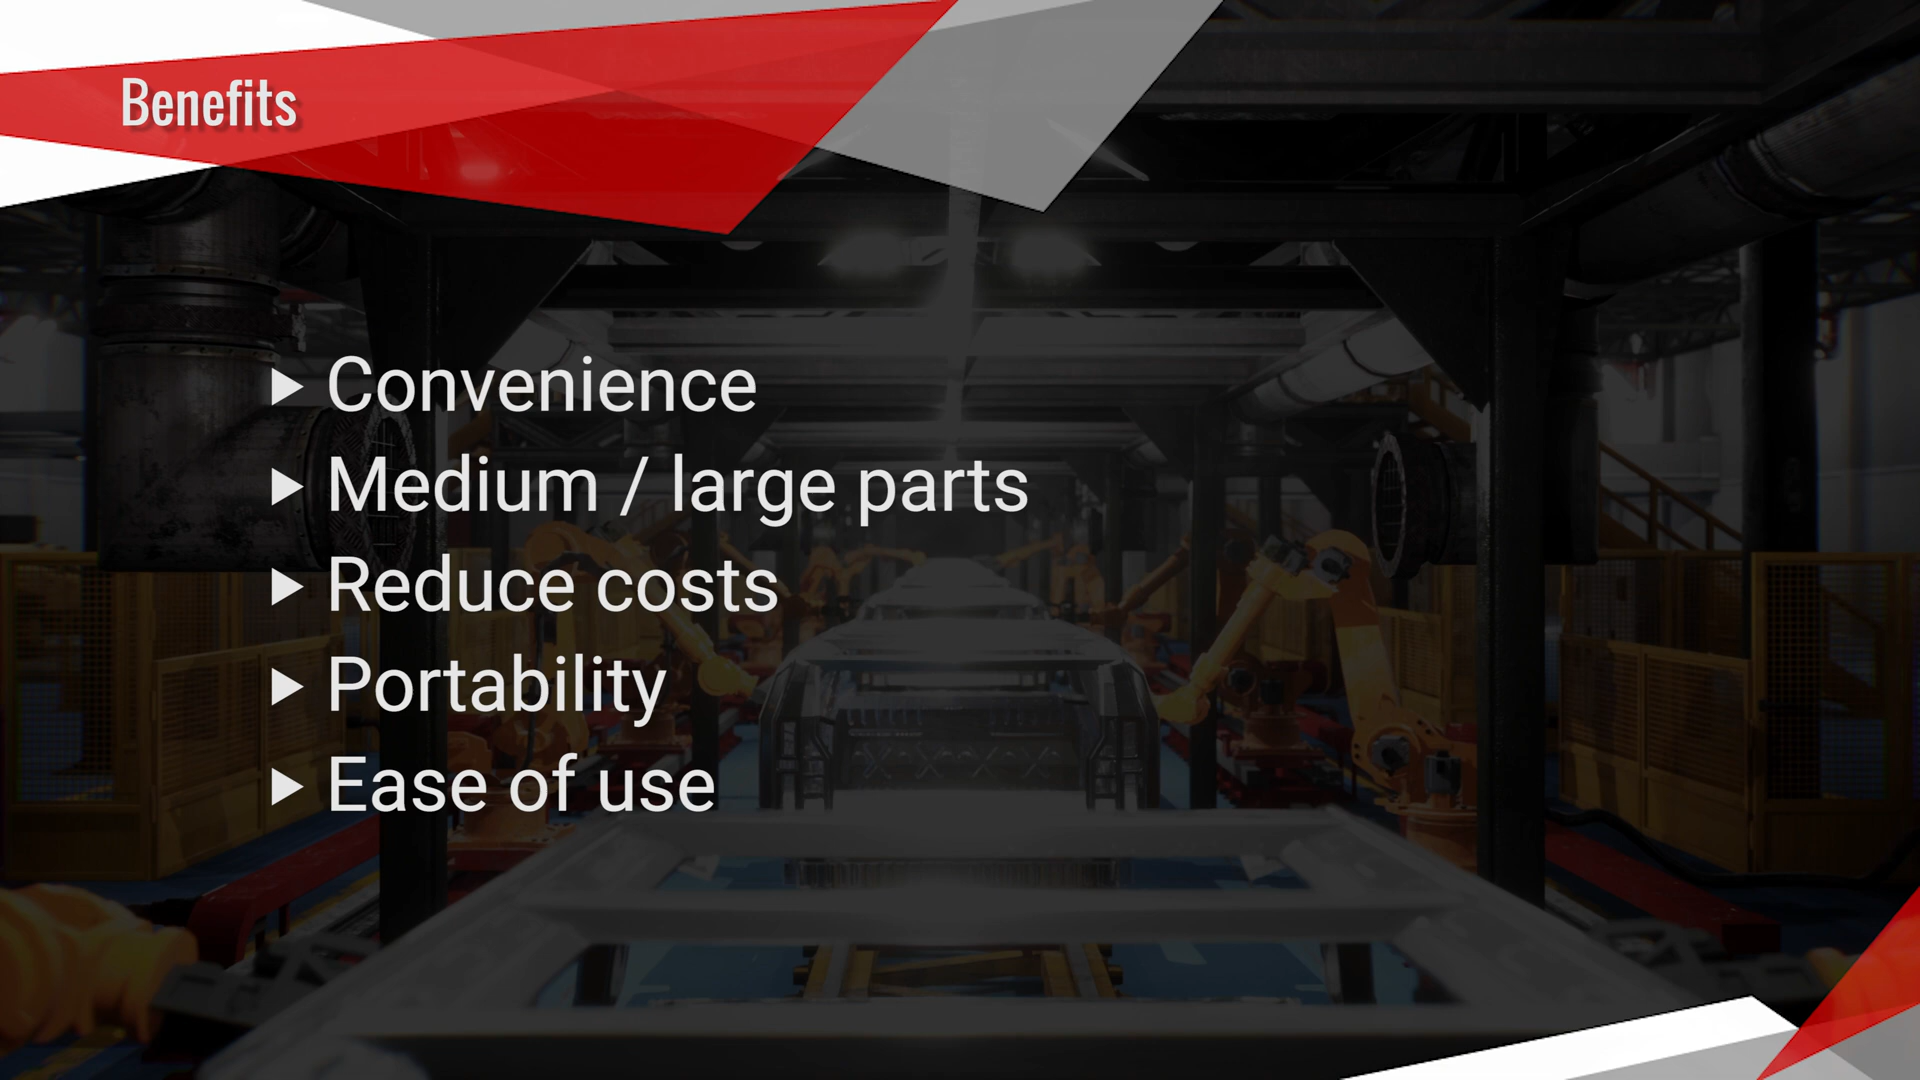 Benefits
Convenience
Medium / large parts
Reduce costs
Portability
Ease of use